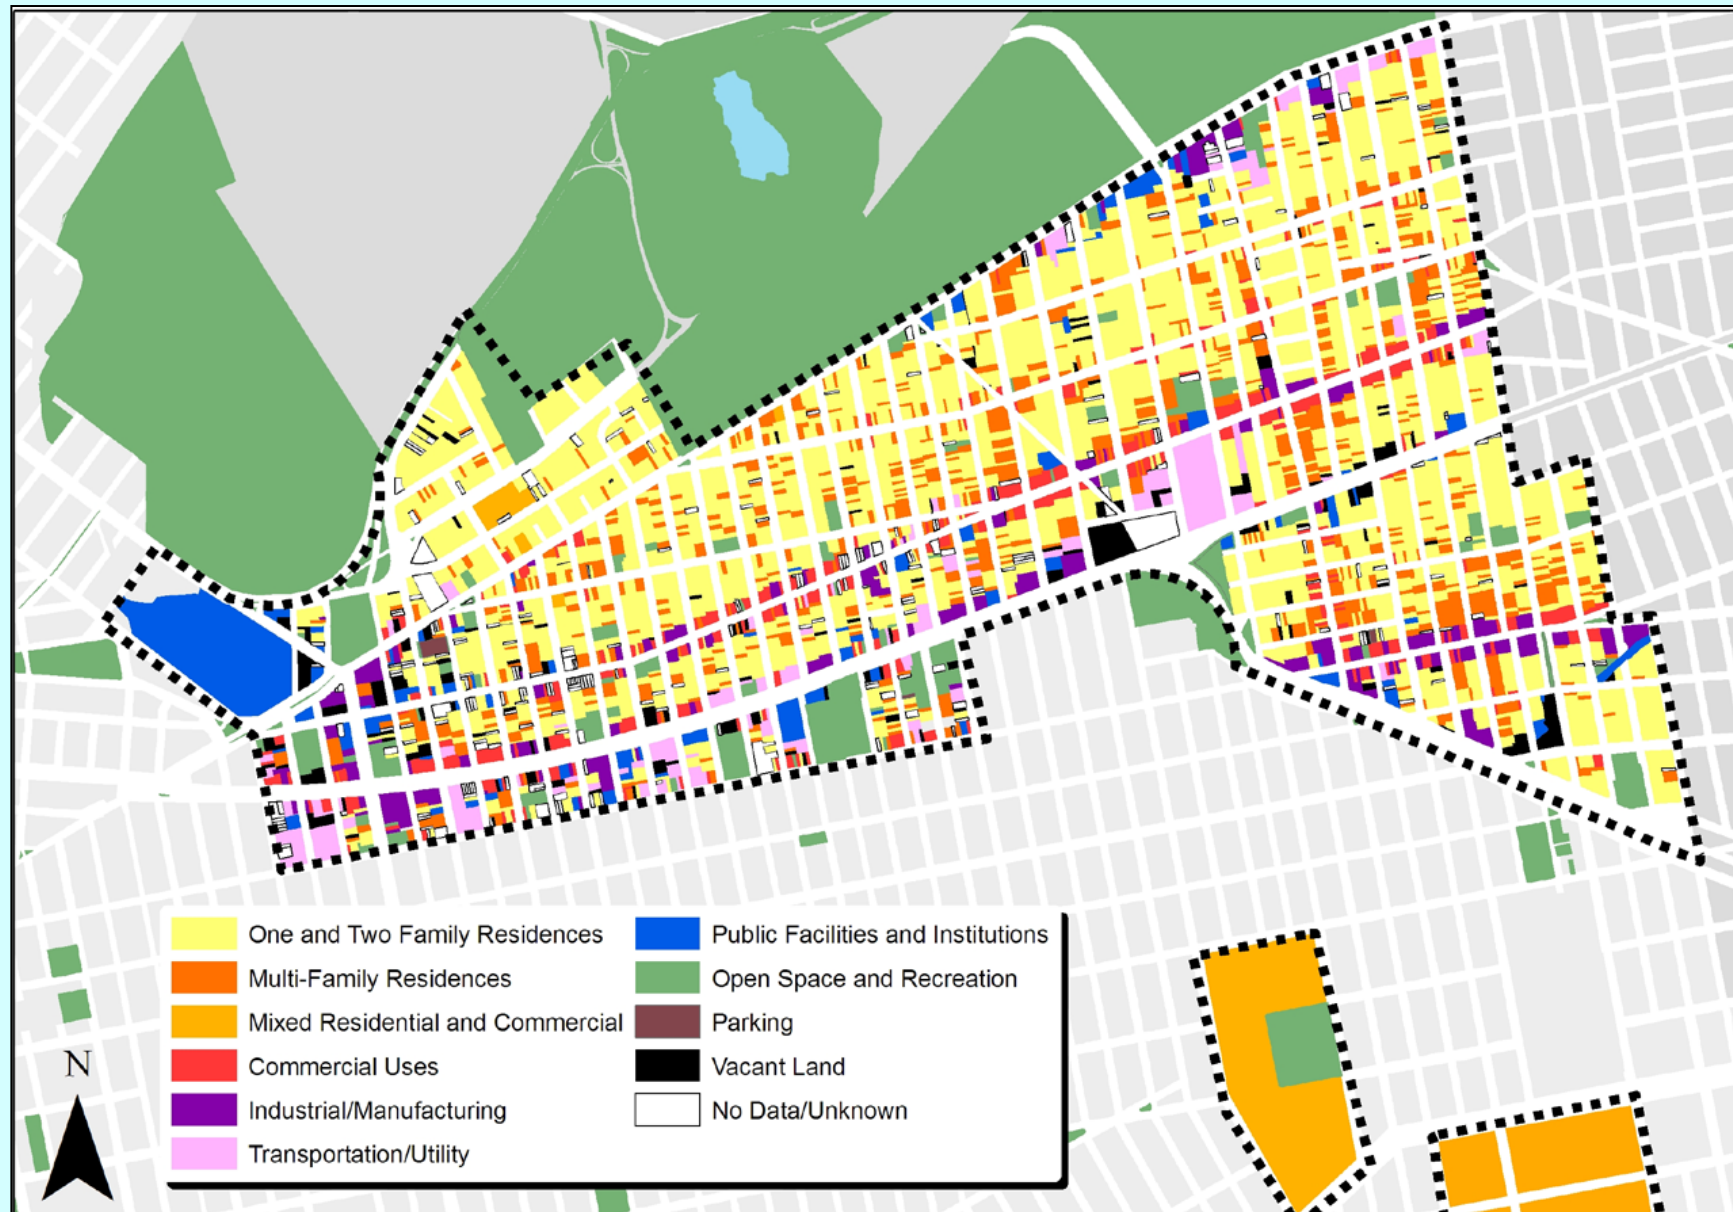 One and Two Family Residences
Multi-Family Residences
Mixed Residential and Commercial
Commercial Uses
Industrial/Manufacturing
Transportation/Utility
Public Facilities and Institutions
Open Space and Recreation
Parking
Vacant Land
No Data/Unknown
N